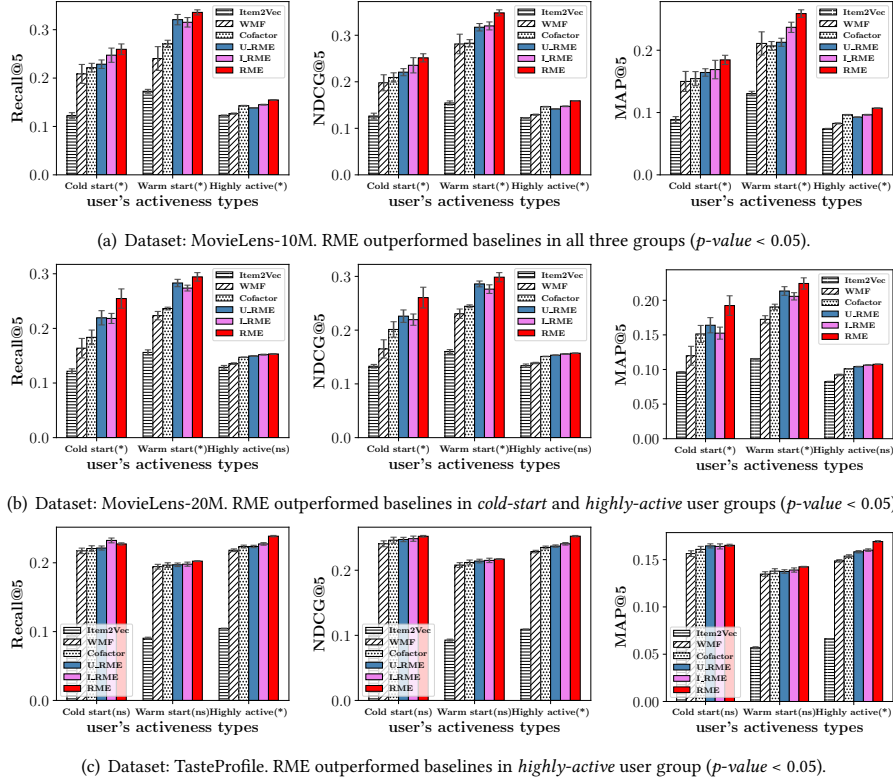 Recall@5
0.3
0.2
0.1
0.0
Item2Vec
WMF
Cofactor
U_RME
I_RME
RME
Cold start(*) Warm start(*) Highly active(*)
user's activeness types
NDCG@5
0.3
0.2
0.1
0.0
Item2Vec
WMF
Cofactor
U_RME
I_RME
RME
Cold start(*) Warm start(*) Highly active(*)
user's activeness types
MAP@5
0.2
0.1
0.0
Item2Vec
WMF
Cofactor
U_RME
I_RME
RME
Cold start(*) Warm start(*) Highly active(*)
user's activeness types
(a) Dataset: MovieLens-10M. RME outperformed baselines in all three groups (p-value < 0.05).
Recall@5
0.3
0.2
0.1
0.0
Item2Vec
WMF
Cofactor
U_RME
I_RME
RME
Cold start(*) Warm start(*) Highly active(ns)
user's activeness types
NDCG@5
0.3
0.2
0.1
0.0
Item2Vec
WMF
Cofactor
U_RME
I_RME
RME
Cold start(*) Warm start(*) Highly active(ns)
user's activeness types
MAP@5
0.20
0.15
0.10
0.05
0.00
Item2Vec
WMF
Cofactor
U_RME
I_RME
RME
Cold start(*) Warm start(*) Highly active(ns)
user's activeness types
(b) Dataset: MovieLens-20M. RME outperformed baselines in cold-start and highly-active user groups (p-value < 0.05)
Recall@5
0.2
0.1
0.0
Item2Vec
WMF
Cofactor
U_RME
I_RME
RME
Cold start(ns) Warm start(ns) Highly active(*)
user's activeness types
NDCG@5
0.2
0.1
0.0
Item2Vec
WMF
Cofactor
U_RME
I_RME
RME
Cold start(ns) Warm start(ns) Highly active(*)
user's activeness types
MAP@5
0.15
0.10
0.05
0.00
Item2Vec
WMF
Cofactor
U_RME
I_RME
RME
Cold start(ns) Warm start(ns) Highly active(*)
user's activeness types
(c) Dataset: TasteProfile. RME outperformed baselines in highly-active user group (p-value < 0.05).